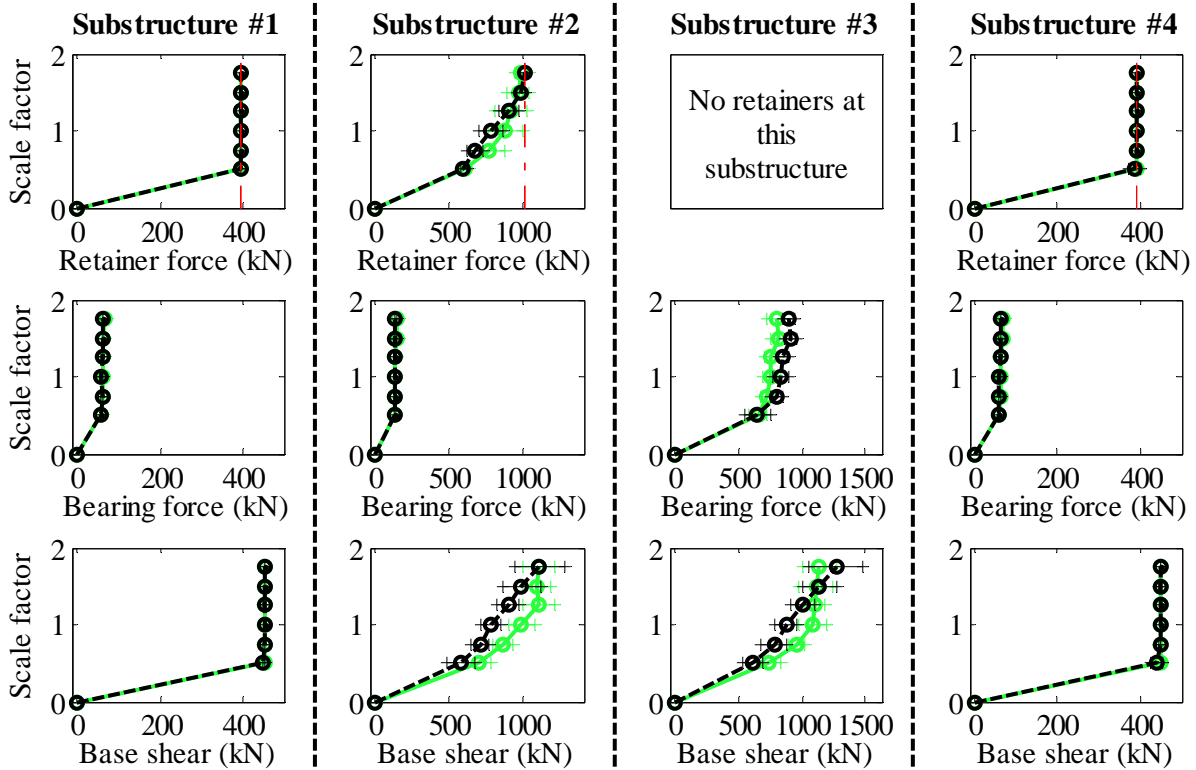 Substructure #1
Substructure #2
Substructure #3
Substructure #4
Scale factor
2
1
0
0 200 400
Retainer force (kN)
2
1
0
0 500 1000
Retainer force (kN)
No retainers at
this
substructure
2
1
0
0 200 400
Retainer force (kN)
Scale factor
2
1
0
0 200 400
Bearing force (kN)
2
1
0
0 500 1000
Bearing force (kN)
2
1
0
0 500 1000 1500
Bearing force (kN)
2
1
0
0 200 400
Bearing force (kN)
Scale factor
2
1
0
0 200 400
Base shear (kN)
2
1
0
0 500 1000
Base shear (kN)
2
1
0
0 500 1000 1500
Base shear (kN)
2
1
0
0 200 400
Base shear (kN)